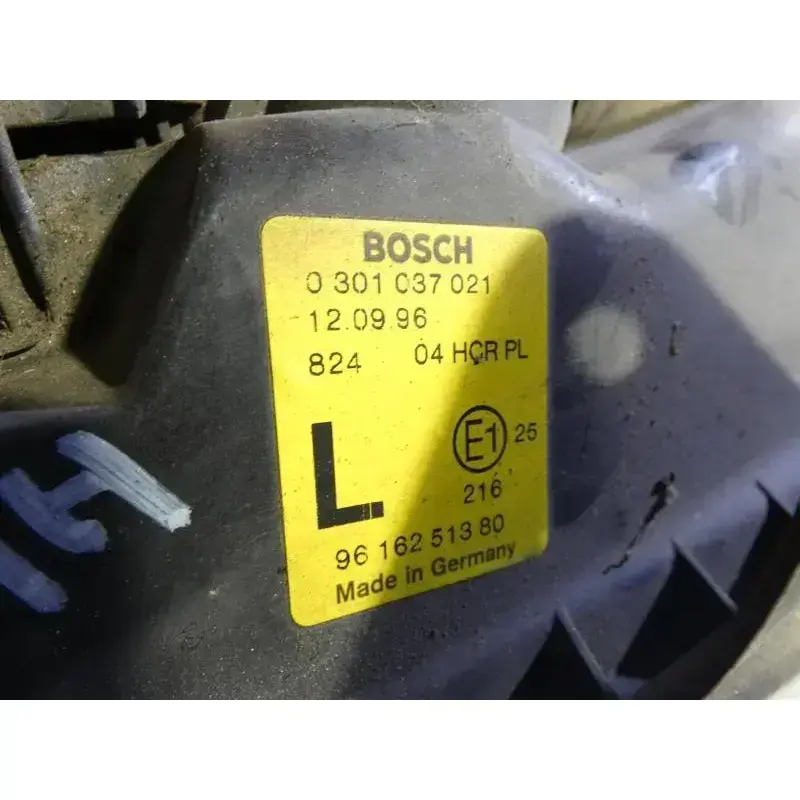 BOSCH
0 301 037 021
12.09.96
824 04 HCR PL
L E1 25
216
96 162 513 80
Made in Germany